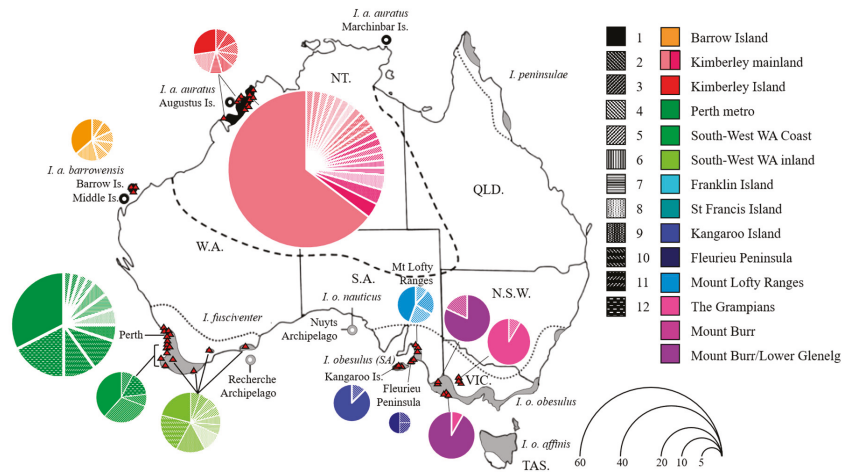 I. a. auratus
Marchinbar Is.
NT.
I. peninsulae
I. a. auratus
Augustus Is.
I. a. barrowensis
Barrow Is.
Middle Is.
QLD.
W.A.
S.A.
Mt Lofty
Ranges
N.S.W.
I. o. nauticus
I. fusciventer
Nuyts
Archipelago
Perth
I. obesulus (SA)
Kangaroo Is.
Recherche
Archipelago
Fleurieu
Peninsula
VIC.
I. o. obesulus
I. o. affinis
TAS.
1
2
3
4
5
6
7
8
9
10
11
12
Barrow Island
Kimberley mainland
Kimberley Island
Perth metro
South-West WA Coast
South-West WA inland
Franklin Island
St Francis Island
Kangaroo Island
Fleurieu Peninsula
Mount Lofty Ranges
The Grampians
Mount Burr
Mount Burr/Lower Glenelg
60 40 20 10 5